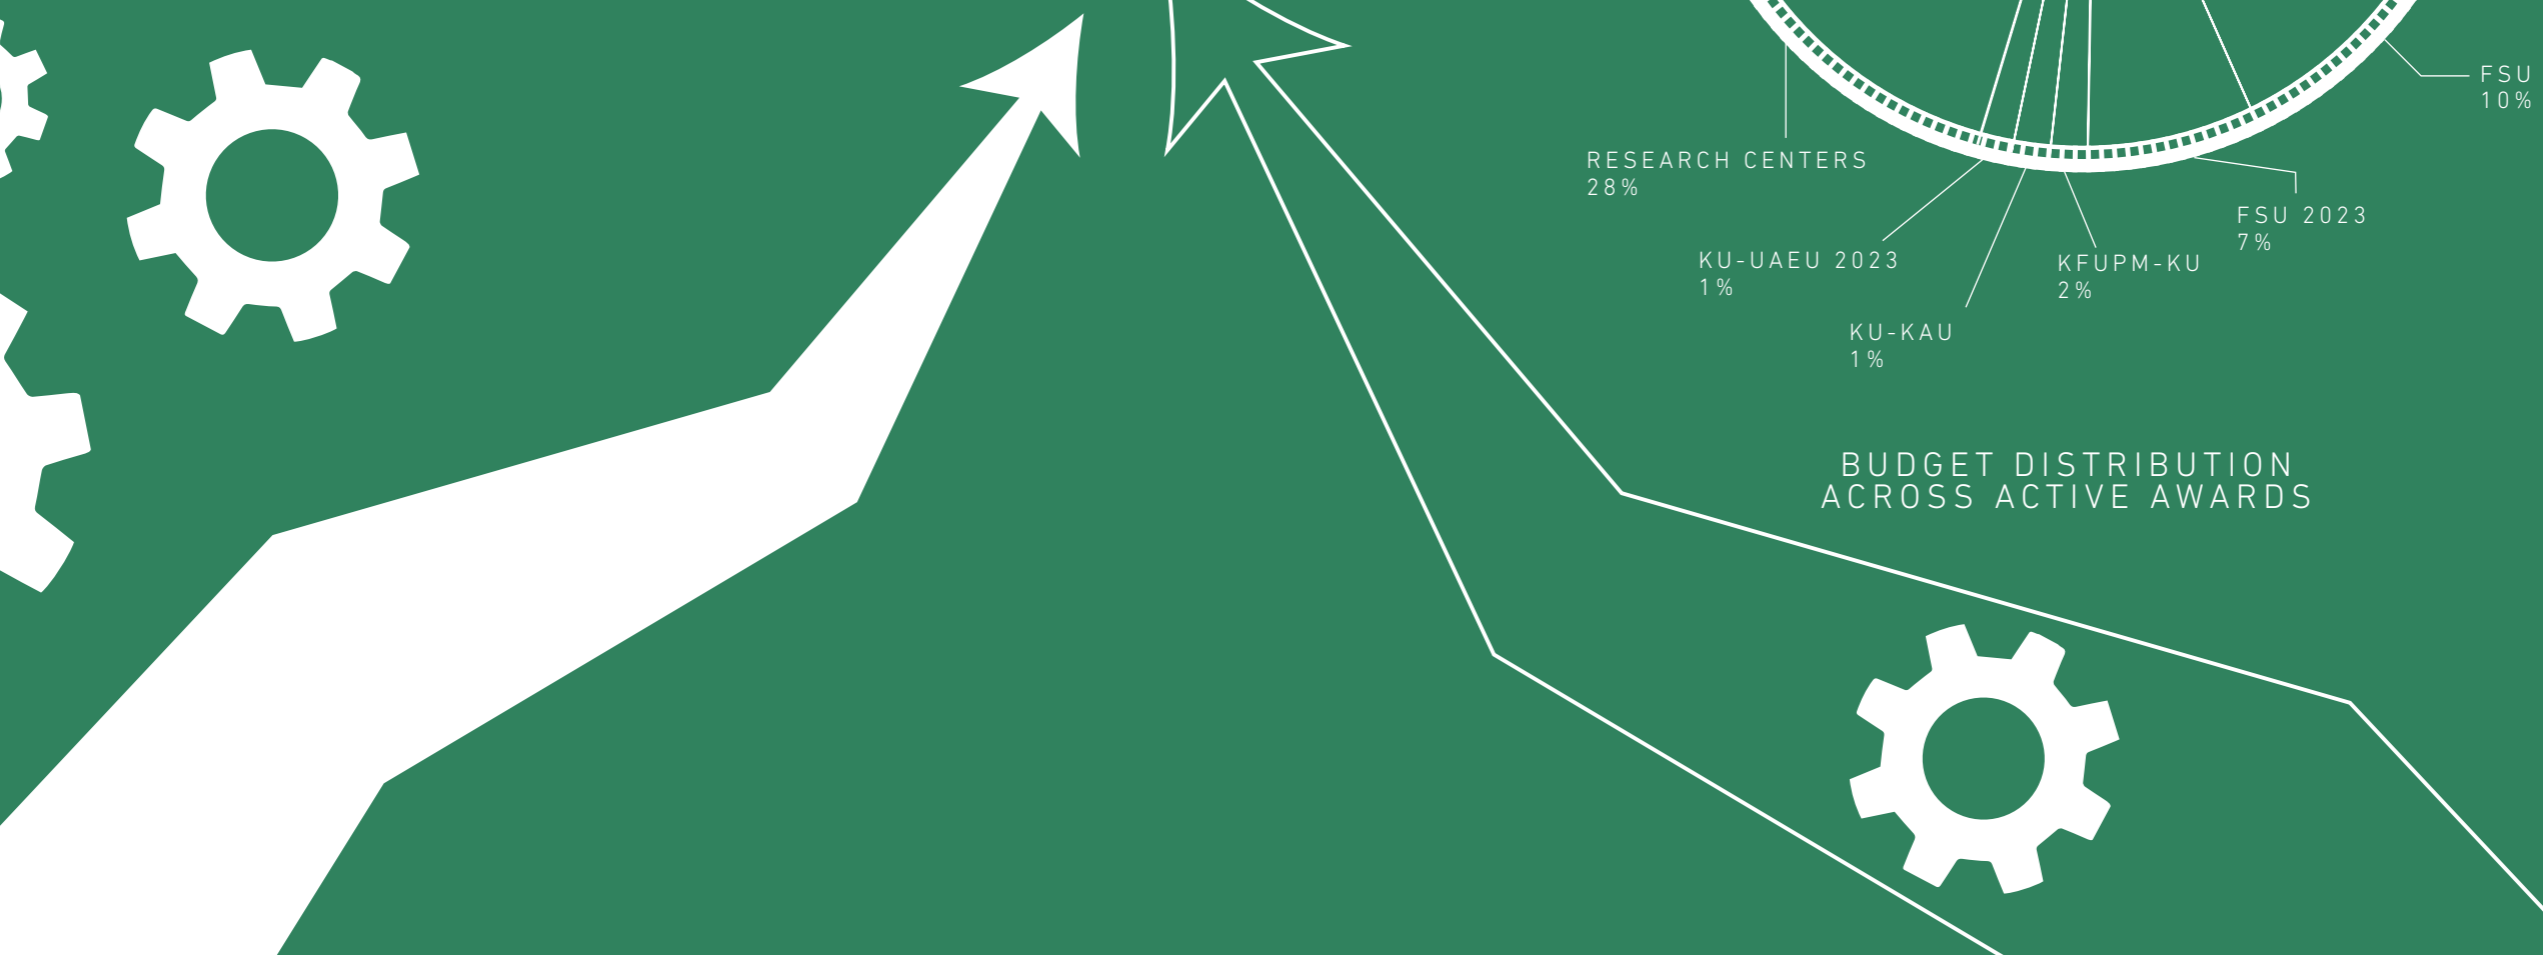 FSU
10%
RESEARCH CENTERS
28%
FSU 2023
7%
KU-UAEU 2023
1%
KFUPM-KU
2%
KU-KAU
1%
BUDGET DISTRIBUTION
ACROSS ACTIVE AWARDS